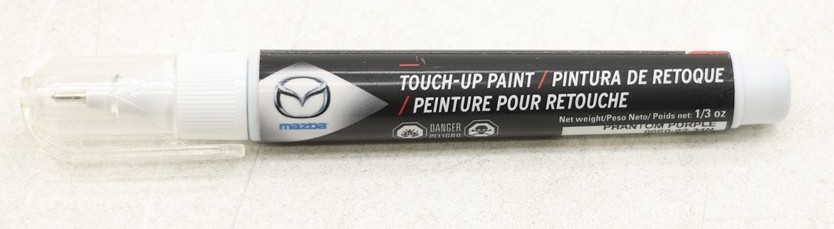 TOUCH-UP PAINT / PINTURA DE RETOQUE
/ PEINTURE POUR RETOUCHE
mazda
Net weight/Peso Neto/ Poids net: 1/3 oz
DANGER
PELIGRO
PHANTOM PURPLE